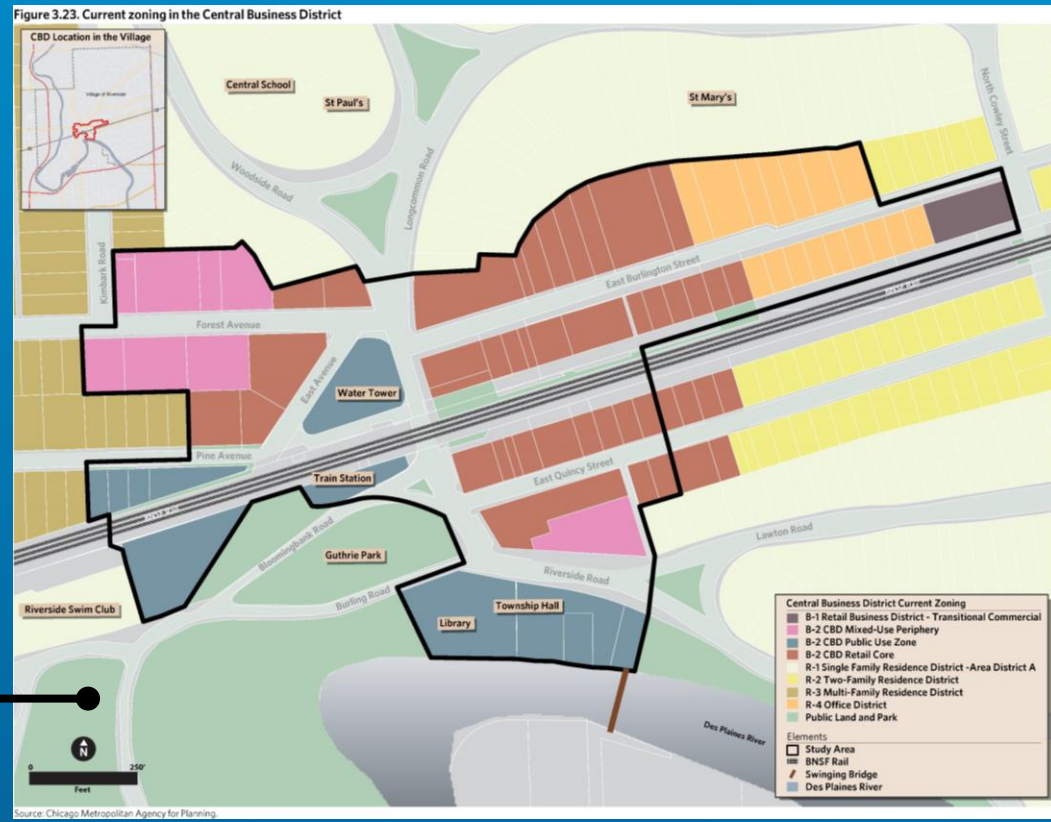 Figure 3.23. Current zoning in the Central Business District
CBD Location in the Village
Village of Riverside
Central School
St Paul's
St Mary's
North Cowley Street
Woodside Road
Longcommon Road
Kimbark Road
East Burlington Street
BNSF Rail
Forest Avenue
East Avenue
Water Tower
Pine Avenue
Train Station
East Quincy Street
BNSF Rail
Lawton Road
Bloomingbank Road
Guthrie Park
Riverside Road
Burling Road
Riverside Swim Club
Township Hall
Library
Des Plaines River
Central Business District Current Zoning
B-1 Retail Business District - Transitional Commercial
B-2 CBD Mixed-Use Periphery
B-2 CBD Public Use Zone
B-2 CBD Retail Core
R-1 Single Family Residence District -Area District A
R-2 Two-Family Residence District
R-3 Multi-Family Residence District
R-4 Office District
Public Land and Park
Elements
Study Area
BNSF Rail
Swinging Bridge
Des Plaines River
N
0 250'
Feet
Source: Chicago Metropolitan Agency for Planning.